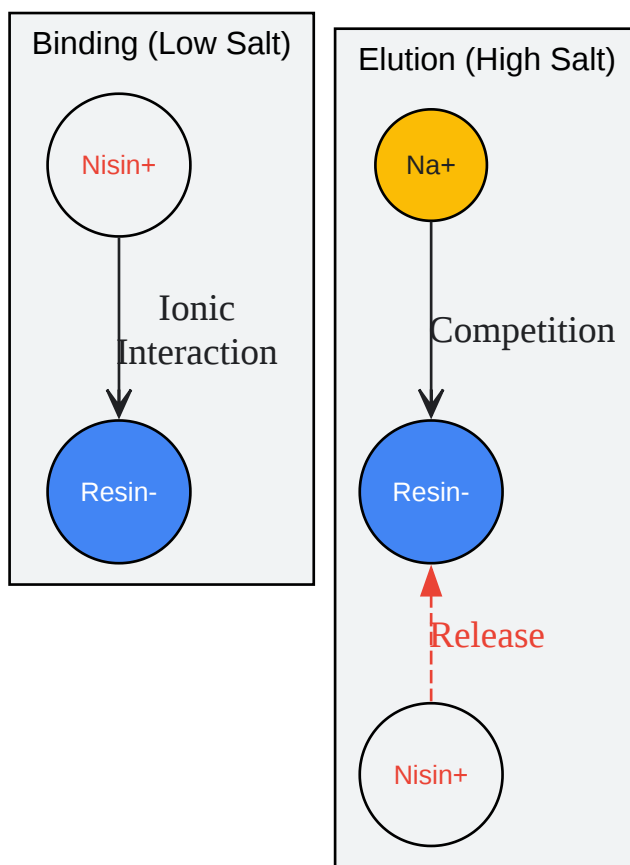 Binding (Low Salt)
Nisin+
Ionic
Interaction
Resin-
Elution (High Salt)
Na+
Competition
Resin-
Release
Nisin+